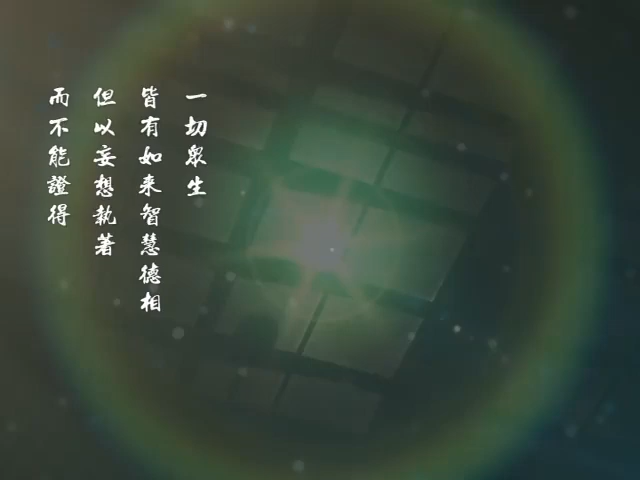 一切眾生
皆有如来智慧德相
但以妄想執著
而不能證得